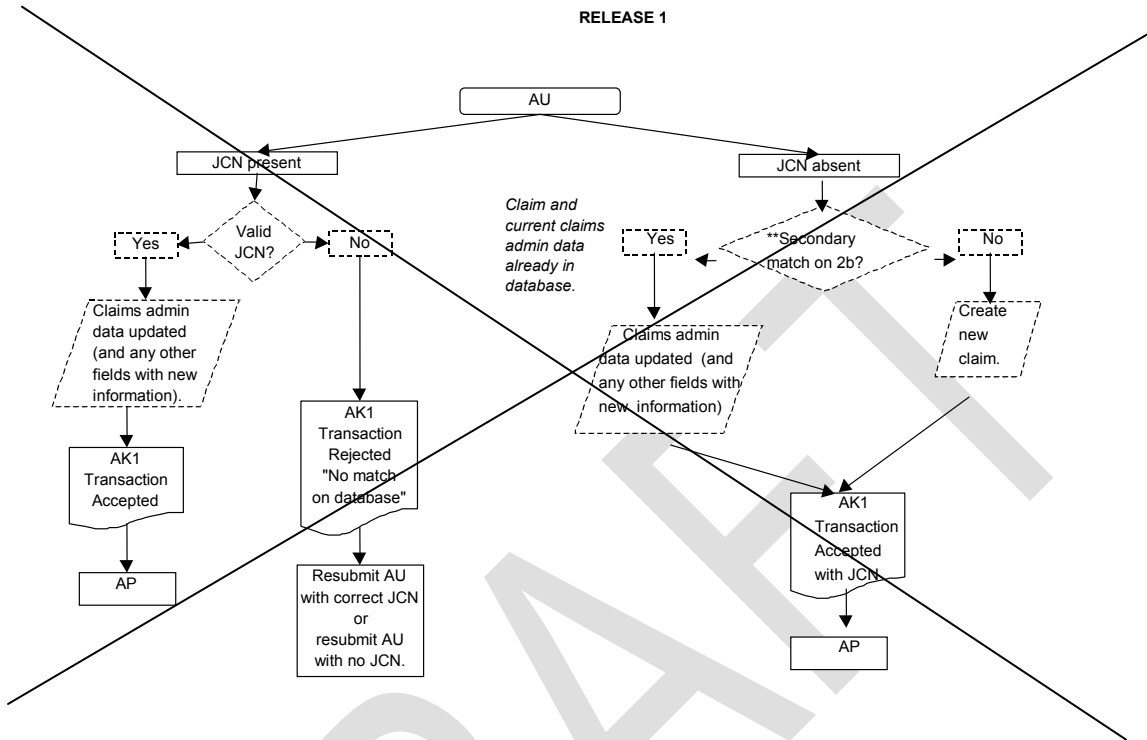 RELEASE 1
AU
JCN present
JCN absent
Valid
JCN?
Yes
No
Claims admin
data updated
(and any other
fields with new
information).
AK1
Transaction
Accepted
AP
AK1
Transaction
Rejected
"No match
on database"
Resubmit AU
with correct JCN
or
resubmit AU
with no JCN.
Claim and
current claims
admin data
already in
database.
**Secondary
match on 2b?
Yes
No
Claims admin
data updated (and
any other fields with
new information)
Create
new
claim.
AK1
Transaction
Accepted
with JCN
AP
DRAFT